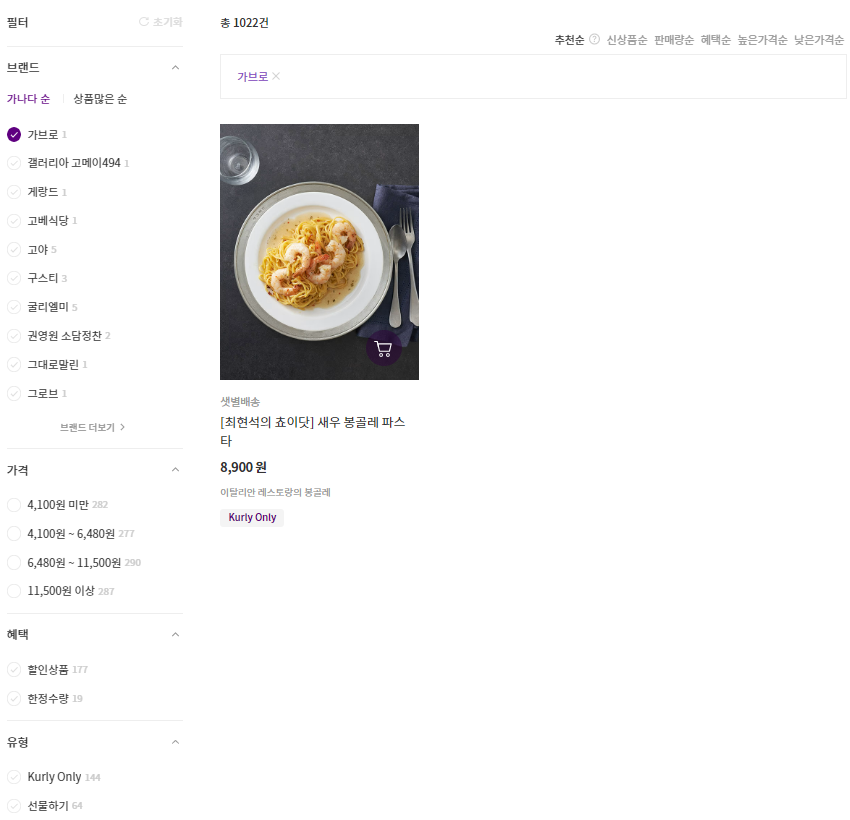 필터
초기화
브랜드
가나다 순
상품많은 순
가브로 1
갤러리아 고메이494 1
게랑드 1
고베식당 1
고야 5
구스티 3
굴리엘미 5
권영원 소담정찬 2
그대로말린 1
그로브 1
브랜드 더보기
가격
4,100원 미만 282
4,100원 ~ 6,480원 277
6,480원 ~ 11,500원 290
11,500원 이상 287
혜택
할인상품 177
한정수량 19
유형
Kurly Only 144
선물하기 64
총 1022건
추천순 ? 신상품순 판매량순 혜택순 높은가격순 낮은가격순
가브로
샛별배송
[최현석의 쵸이닷] 새우 봉골레 파스
타
8,900 원
이탈리안 레스토랑의 봉골레
Kurly Only